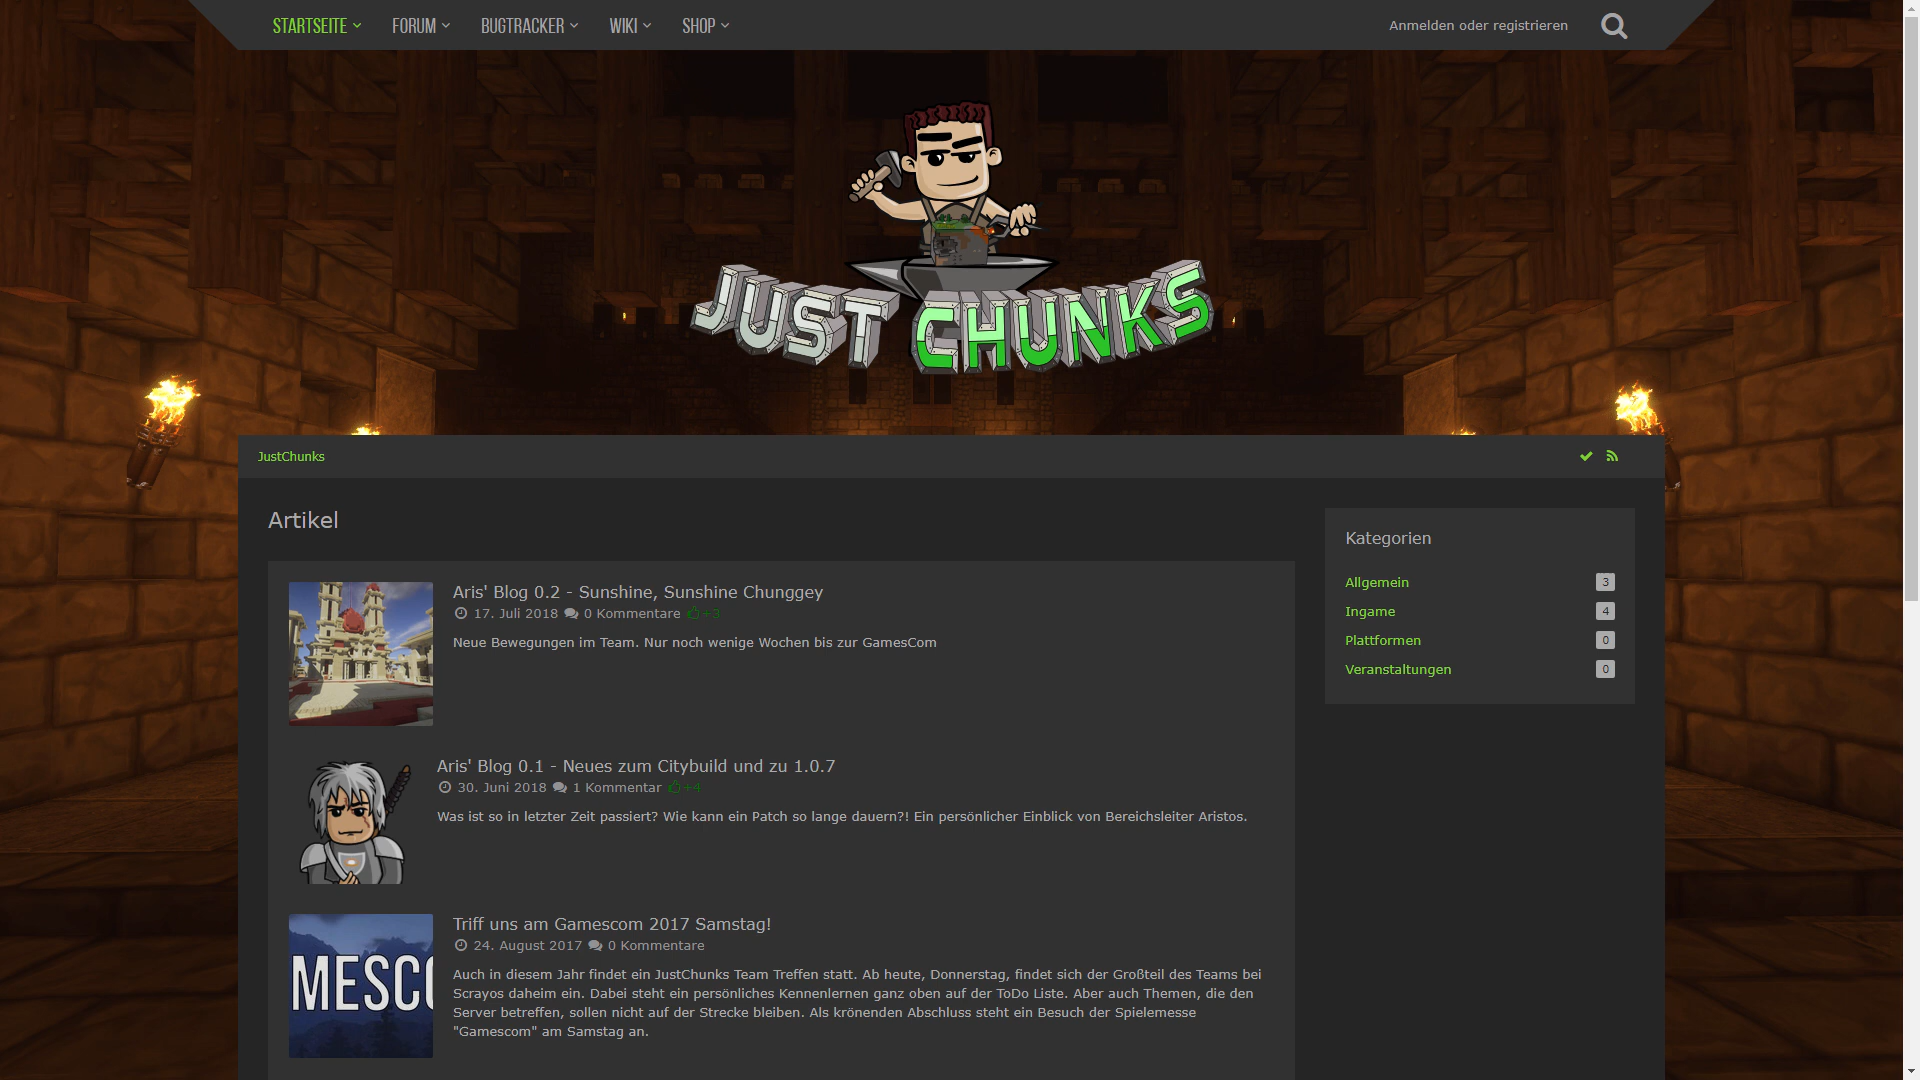 STARTSEITE FORUM BUGTRACKER WIKI SHOP Anmelden oder registrieren
JUST CHUNKS
JustChunks
Artikel
Kategorien
Allgemein 3
Ingame 4
Plattformen 0
Veranstaltungen 0
Aris' Blog 0.2 - Sunshine, Sunshine Chunggey
17. Juli 2018 0 Kommentare +3
Neue Bewegungen im Team. Nur noch wenige Wochen bis zur GamesCom
Aris' Blog 0.1 - Neues zum Citybuild und zu 1.0.7
30. Juni 2018 1 Kommentar +4
Was ist so in letzter Zeit passiert? Wie kann ein Patch so lange dauern?! Ein persönlicher Einblick von Bereichsleiter Aristos.
MESCO
Triff uns am Gamescom 2017 Samstag!
24. August 2017 0 Kommentare
Auch in diesem Jahr findet ein JustChunks Team Treffen statt. Ab heute, Donnerstag, findet sich der Großteil des Teams bei
Scrayos daheim ein. Dabei steht ein persönliches Kennenlernen ganz oben auf der ToDo Liste. Aber auch Themen, die den
Server betreffen, sollen nicht auf der Strecke bleiben. Als krönenden Abschluss steht ein Besuch der Spielemesse
"Gamescom" am Samstag an.